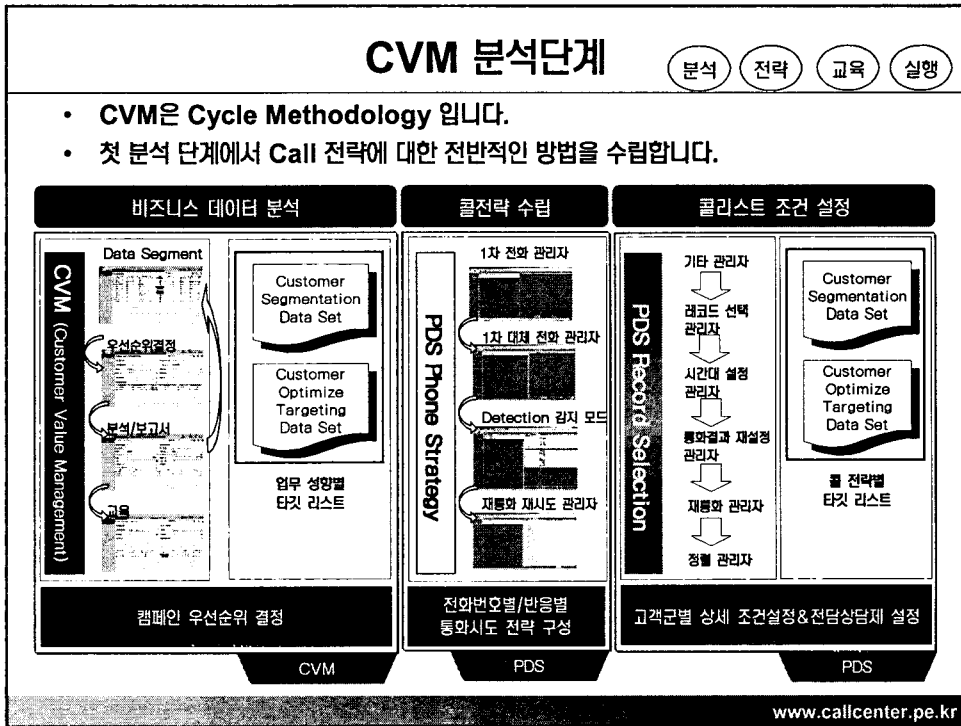 CVM 분석단계
분석
전략
교육
실행
• CVM은 Cycle Methodology 입니다.
• 첫 분석 단계에서 Call 전략에 대한 전반적인 방법을 수립합니다.
비즈니스 데이터 분석
CVM (Customer Value Management)
Data Segment
우선순위결정
분석/보고서
교육
Customer
Segmentation
Data Set
Customer
Optimize
Targeting
Data Set
업무 성향별
타깃 리스트
캠페인 우선순위 결정
CVM
콜전략 수립
PDS Phone Strategy
1차 전화 관리자
1차 대체 전화 관리자
Detection 감지 모드
재통화 재시도 관리자
전화번호별/반응별
통화시도 전략 구성
PDS
콜리스트 조건 설정
PDS Record Selection
기타 관리자
레코드 선택
관리자
시간대 설정
관리자
통화결과 재설정
관리자
재통화 관리자
정렬 관리자
Customer
Segmentation
Data Set
Customer
Optimize
Targeting
Data Set
콜 전략별
타깃 리스트
고객군별 상세 조건설정&전담상담제 설정
PDS
www.callcenter.pe.kr